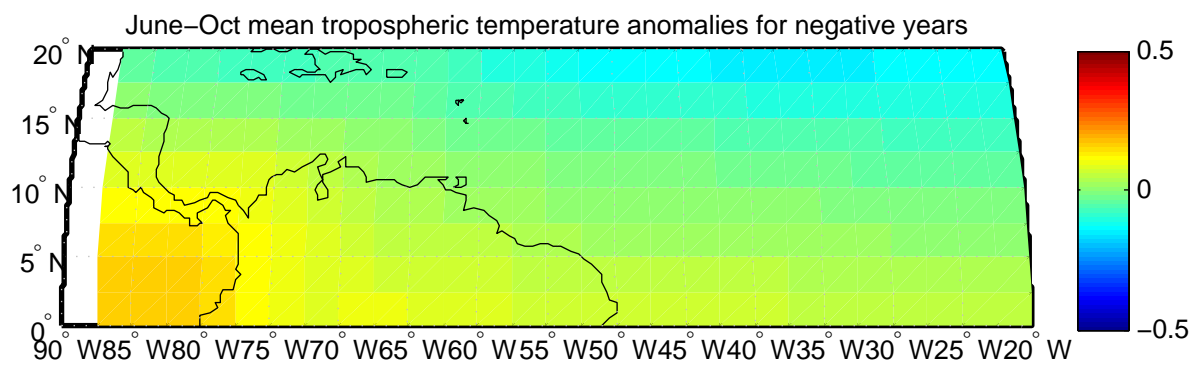 June–Oct mean tropospheric temperature anomalies for negative years
20° N
15° N
10° N
5° N
0°
90° W85° W80° W75° W70° W65° W60° W55° W50° W45° W40° W35° W30° W25° W20° W
0.5
0
−0.5